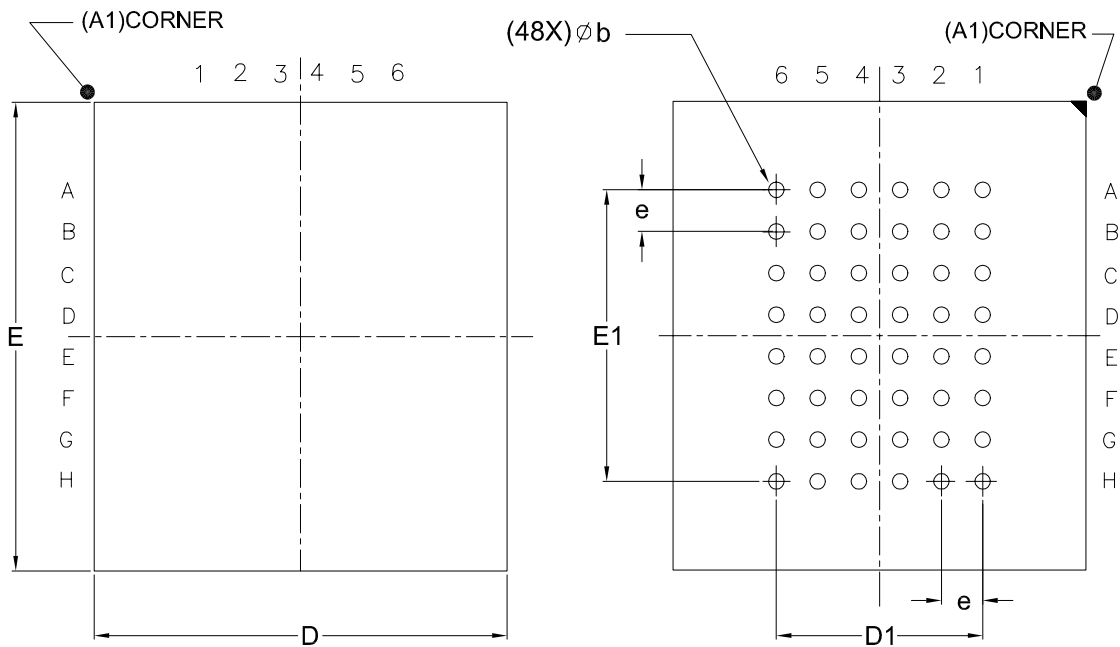 (A1)CORNER
1 2 3 4 5 6
A
B
C
D
E
F
G
H
E
D
(48X) ∅b
(A1)CORNER
6 5 4 3 2 1
e
E1
A
B
C
D
E
F
G
H
e
D1